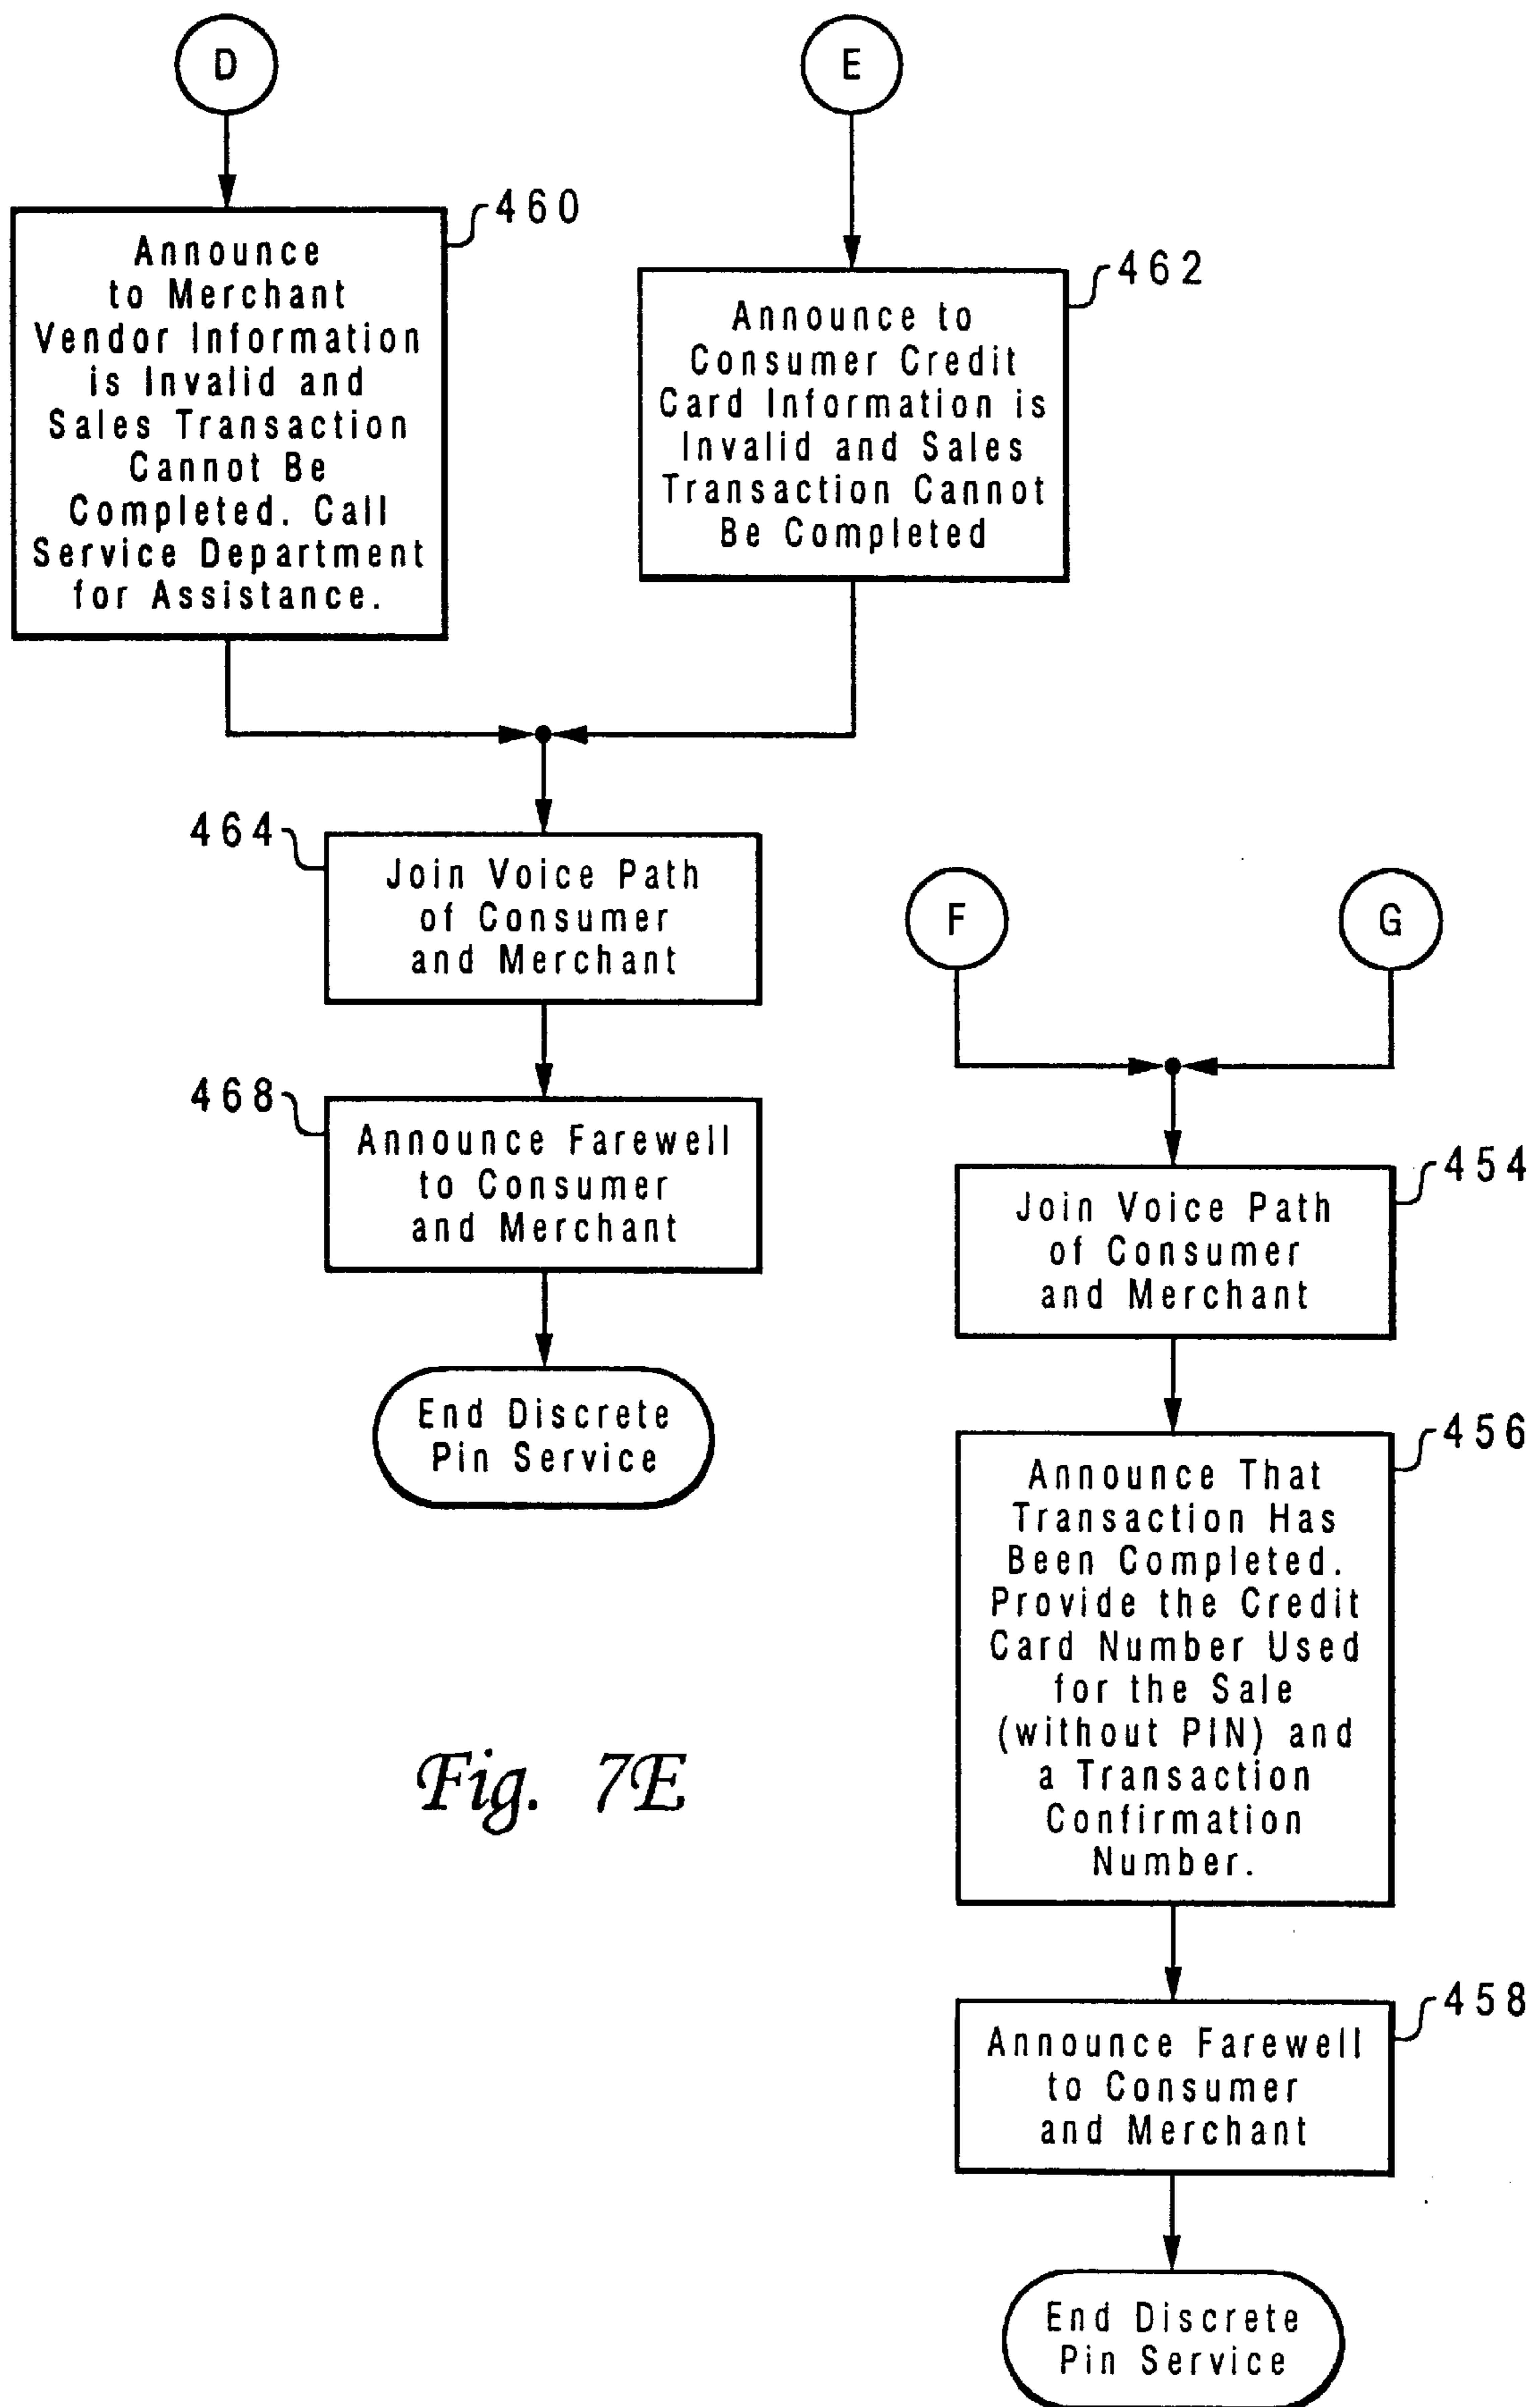 D
E
460
Announce
to Merchant
Vendor Information
is Invalid and
Sales Transaction
Cannot Be
Completed. Call
Service Department
for Assistance.
462
Announce to
Consumer Credit
Card Information is
Invalid and Sales
Transaction Cannot
Be Completed
464
Join Voice Path
of Consumer
and Merchant
468
Announce Farewell
to Consumer
and Merchant
End Discrete
Pin Service
F
G
454
Join Voice Path
of Consumer
and Merchant
456
Announce That
Transaction Has
Been Completed.
Provide the Credit
Card Number Used
for the Sale
(without PIN) and
a Transaction
Confirmation
Number.
458
Announce Farewell
to Consumer
and Merchant
End Discrete
Pin Service
Fig. 7E